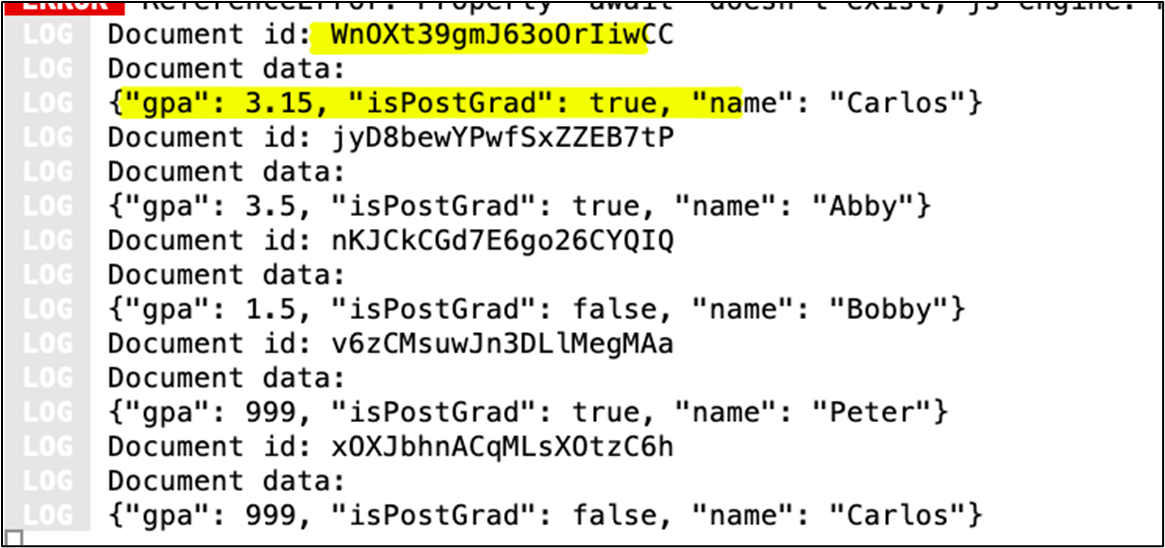 ERROR ReferenceError: Property 'await' doesn't exist, js engine:
LOG Document id: WnOXt39gmJ63oOrIiwCC
LOG Document data:
LOG {"gpa": 3.15, "isPostGrad": true, "name": "Carlos"}
LOG Document id: jyD8bewYPwfSxZZEB7tP
LOG Document data:
LOG {"gpa": 3.5, "isPostGrad": true, "name": "Abby"}
LOG Document id: nKJCkCGd7E6go26CYQIQ
LOG Document data:
LOG {"gpa": 1.5, "isPostGrad": false, "name": "Bobby"}
LOG Document id: v6zCMsuwJn3DLlMegMAa
LOG Document data:
LOG {"gpa": 999, "isPostGrad": true, "name": "Peter"}
LOG Document id: xOXJbhnACqMLsXOtzC6h
LOG Document data:
LOG {"gpa": 999, "isPostGrad": false, "name": "Carlos"}